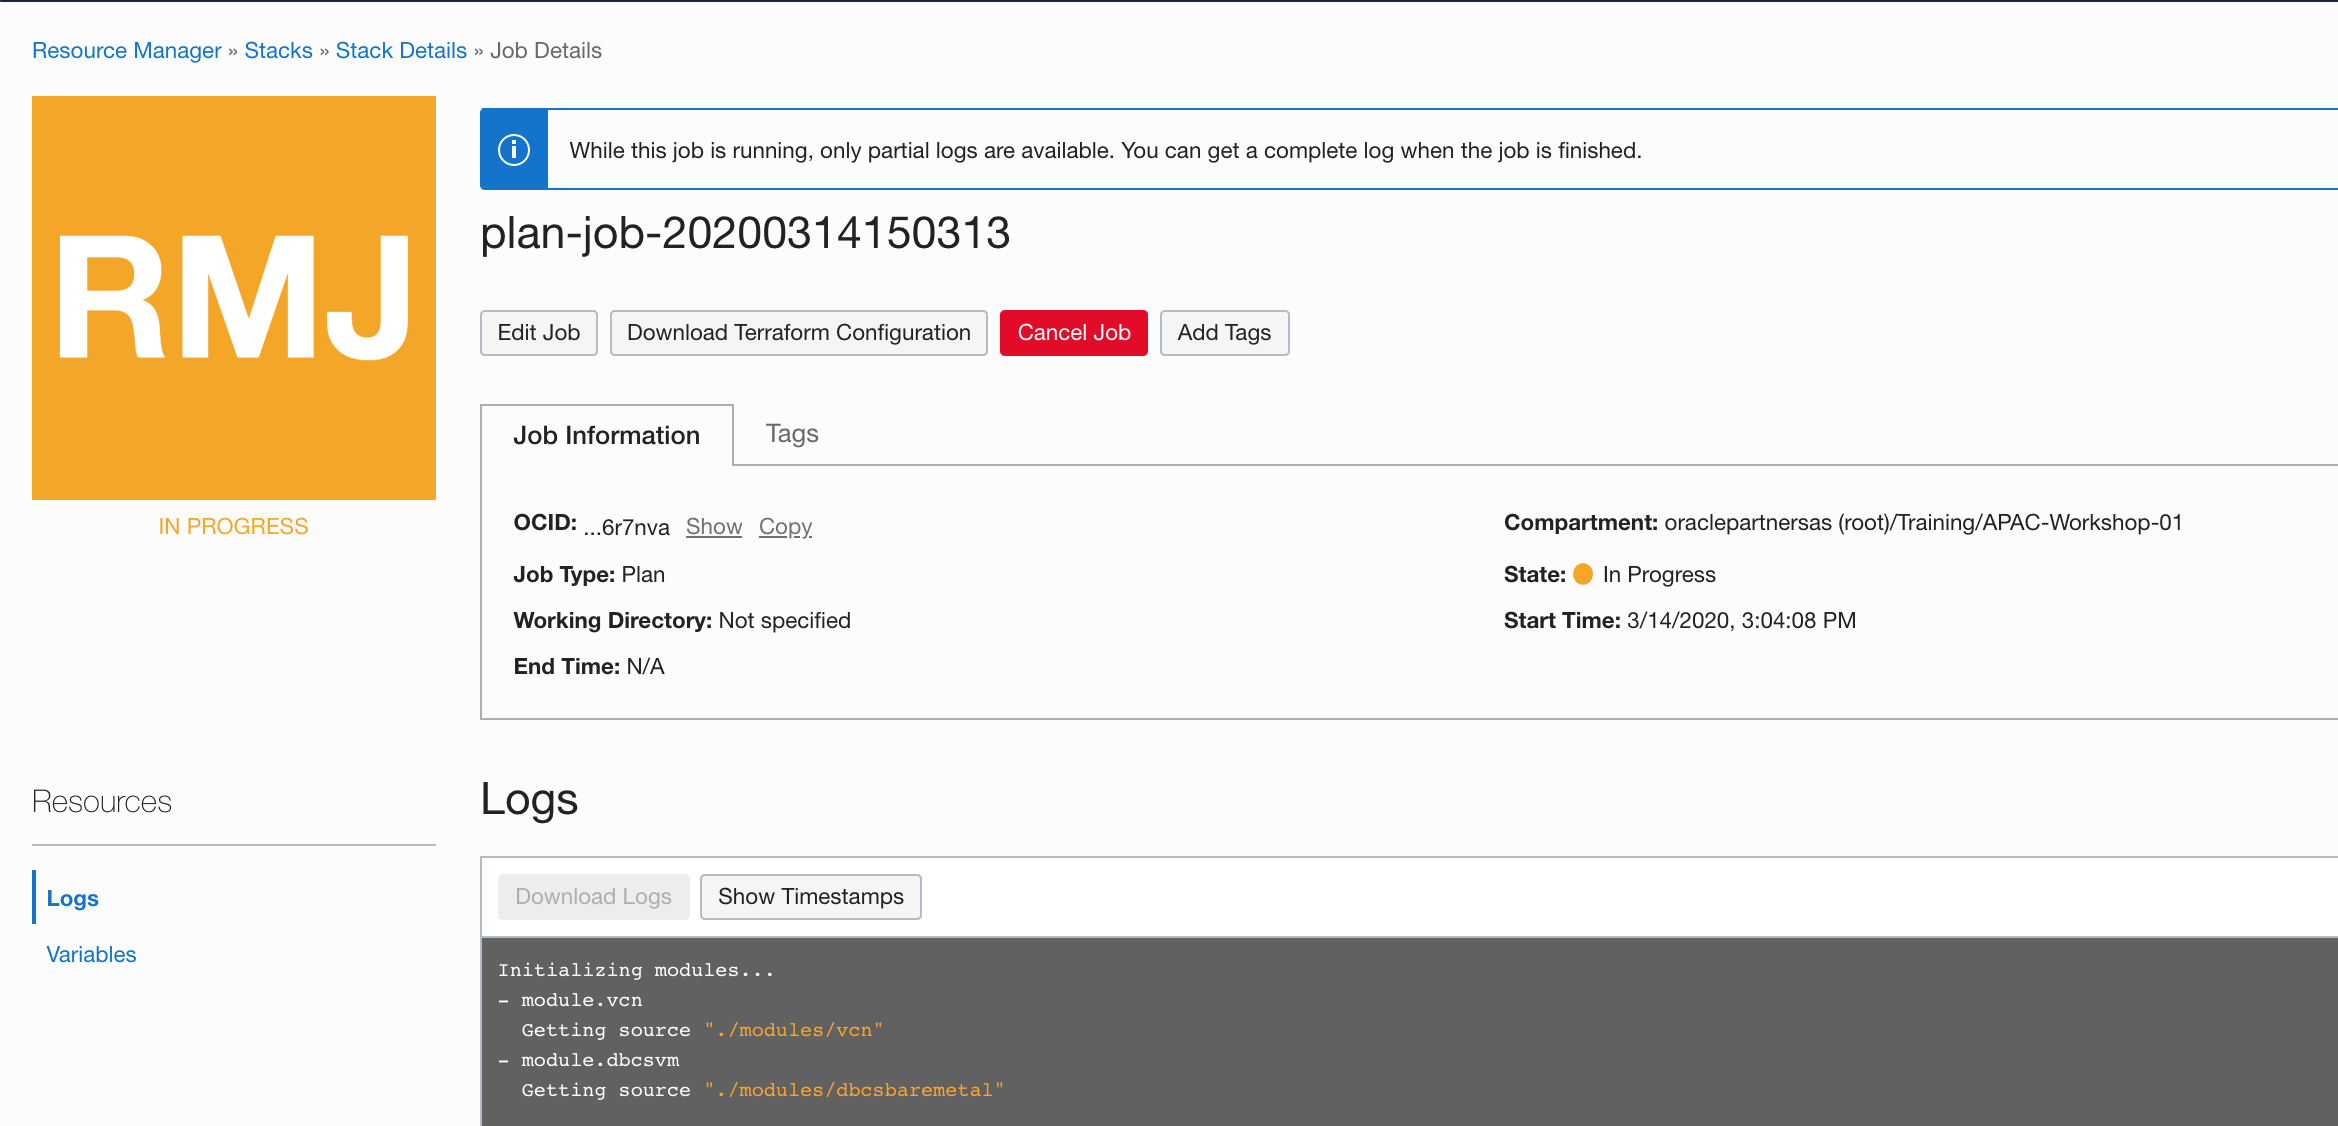 Resource Manager » Stacks » Stack Details » Job Details
RMJ
IN PROGRESS
While this job is running, only partial logs are available. You can get a complete log when the job is finished.
plan-job-20200314150313
Edit Job Download Terraform Configuration Cancel Job Add Tags
Job Information Tags
OCID: ...6r7nva Show Copy
Compartment: oraclepartnersas (root)/Training/APAC-Workshop-01
Job Type: Plan
State: In Progress
Working Directory: Not specified
Start Time: 3/14/2020, 3:04:08 PM
End Time: N/A
Resources
Logs
Variables
Logs
Download Logs Show Timestamps
Initializing modules...
- module.vcn
Getting source "./modules/vcn"
- module.dbcsvm
Getting source "./modules/dbcsbaremetal"